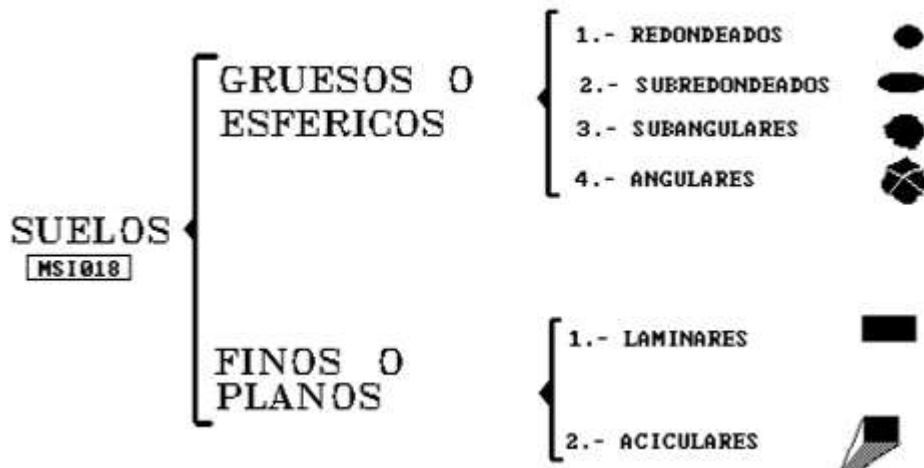 SUELOS
MSI018
GRUESOS O
ESFERICOS
1.- REDONDEADOS
2.- SUBREDONDEADOS
3.- SUBANGULARES
4.- ANGULARES
FINOS O
PLANOS
1.- LAMINARES
2.- ACICULARES